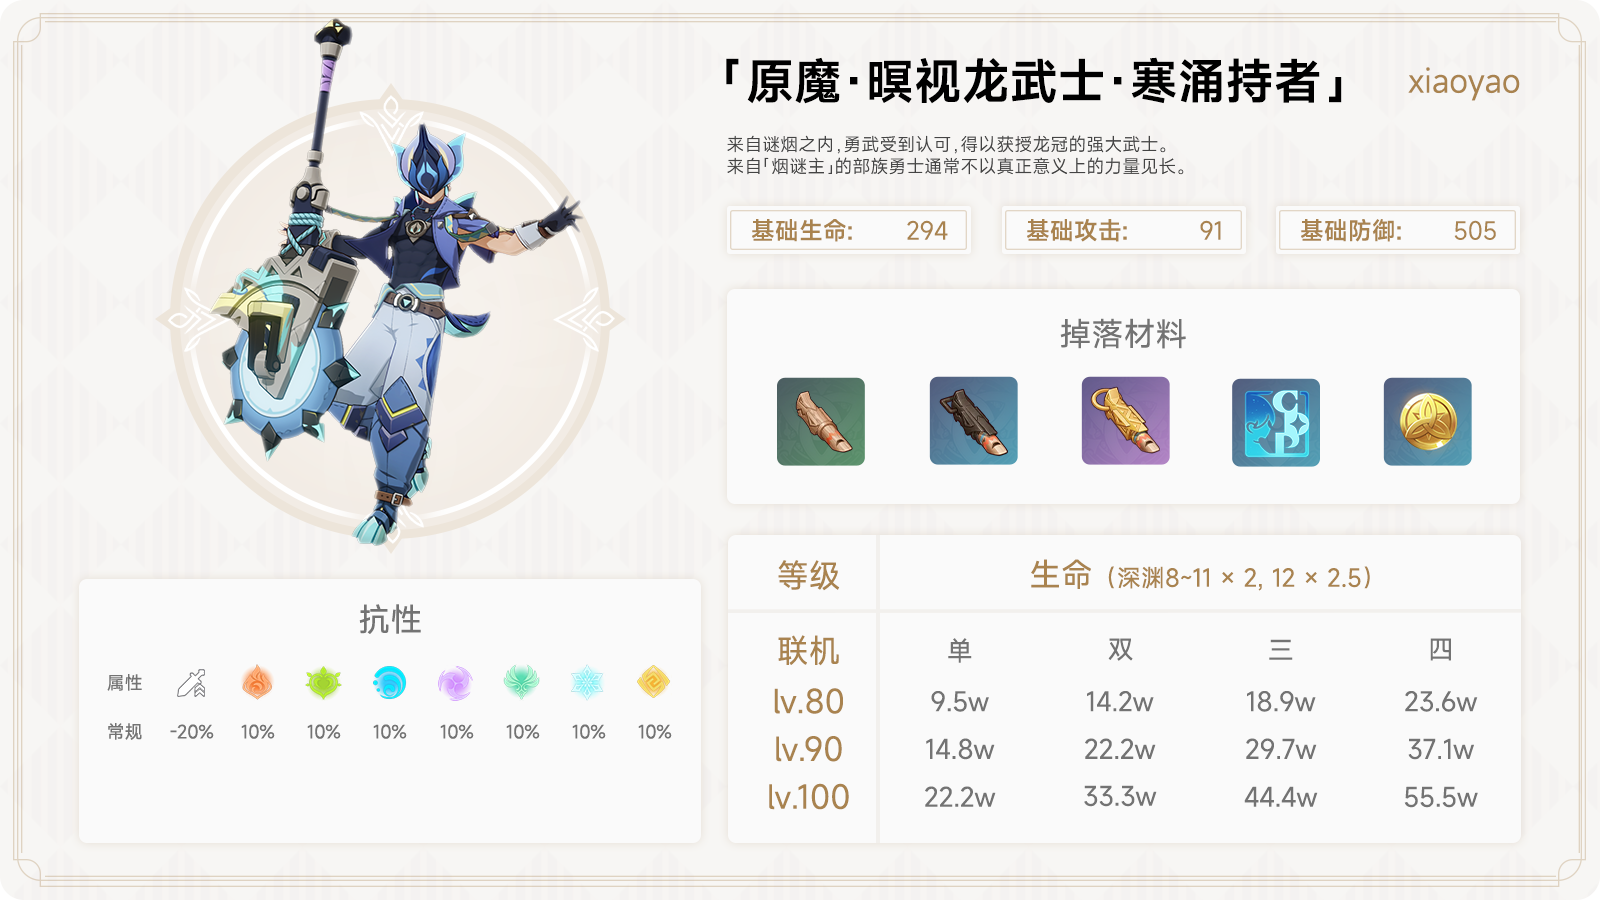 「原魔·暝视龙武士·寒涌持者」 xiaoyao
来自谜烟之内,勇武受到认可,得以获授龙冠的强大武士。
来自「烟谜主」的部族勇士通常不以真正意义上的力量见长。
基础生命: 294 基础攻击: 91 基础防御: 505
掉落材料
抗性
属性
常规 -20% 10% 10% 10% 10% 10% 10% 10%
等级 生命 (深渊8~11 × 2, 12 × 2.5)
联机 单 双 三 四
lv.80 9.5w 14.2w 18.9w 23.6w
lv.90 14.8w 22.2w 29.7w 37.1w
lv.100 22.2w 33.3w 44.4w 55.5w